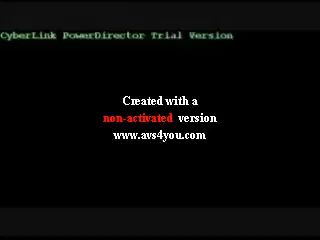 CyberLink PowerDirector Trial Version
Created with a
non-activated version
www.avs4you.com